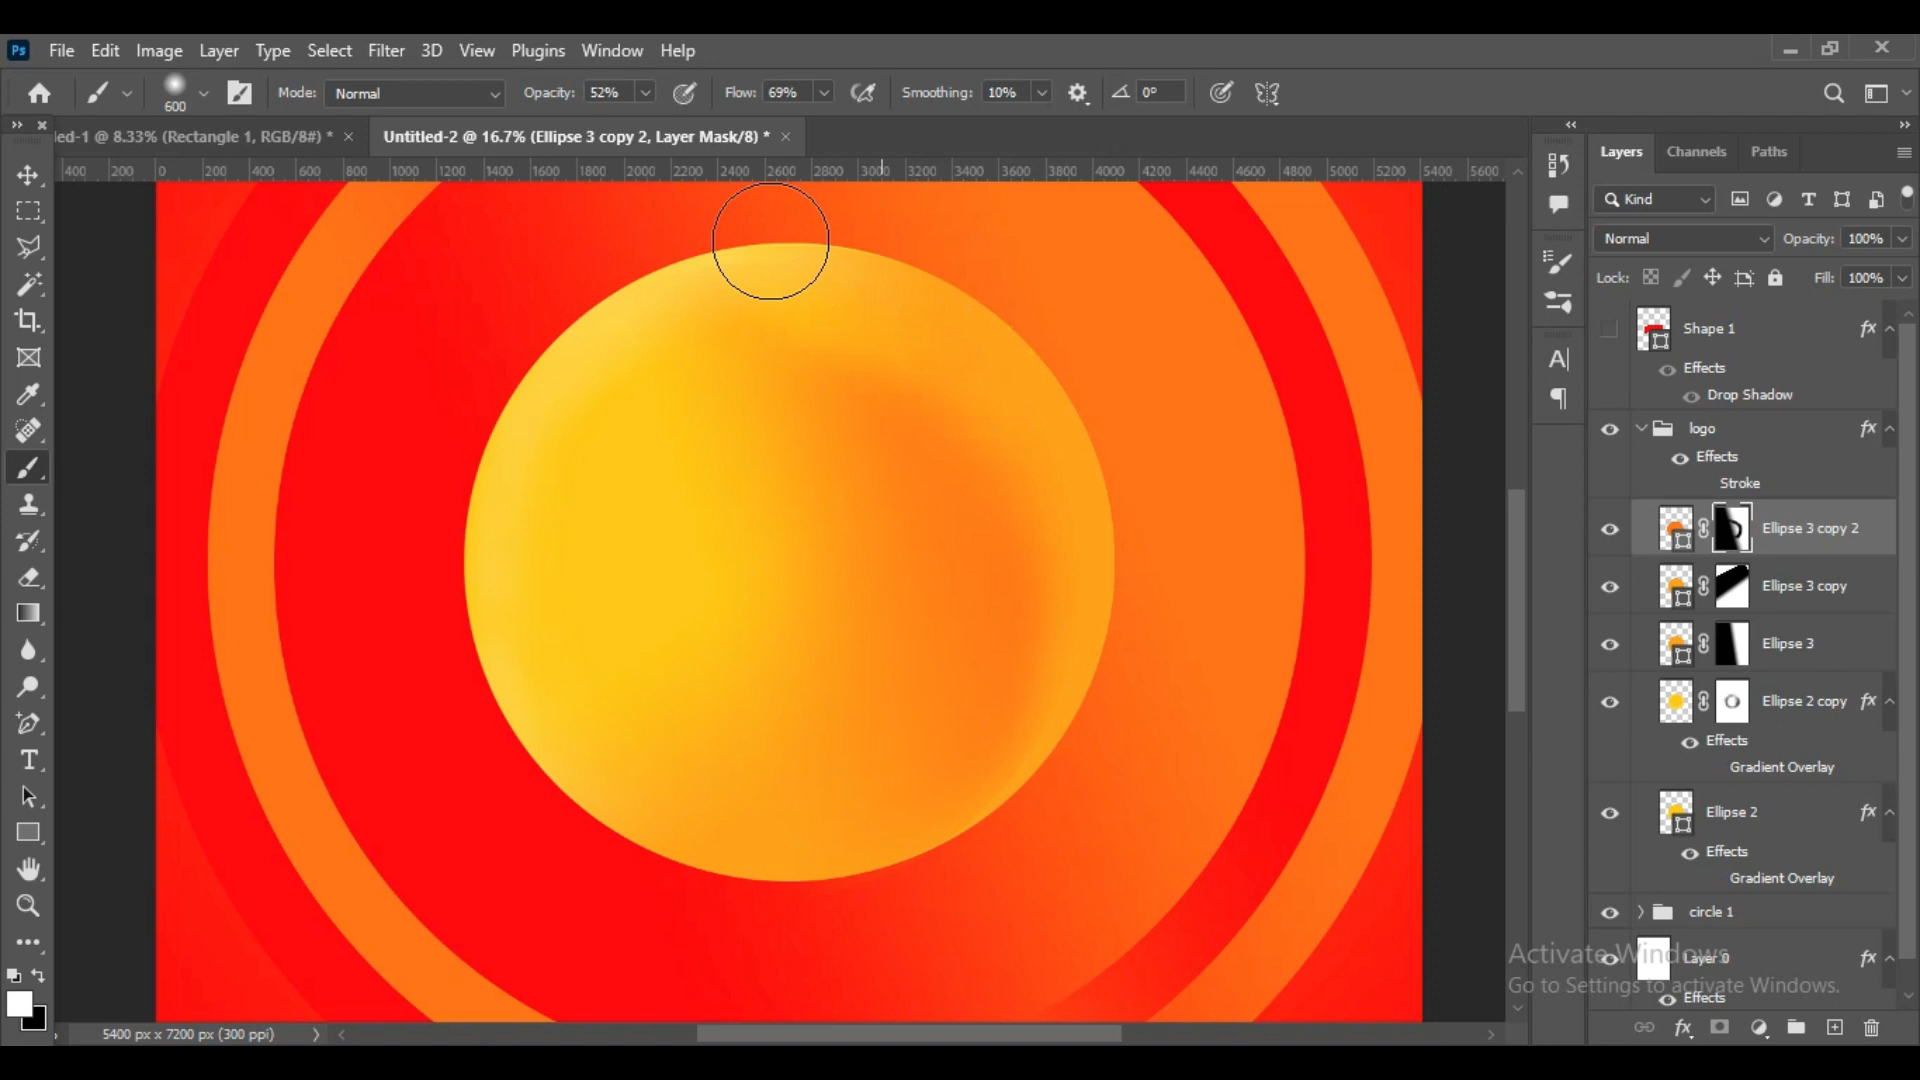 Ps File Edit Image Layer Type Select Filter 3D View Plugins Window Help
600 Mode: Normal Opacity: 52% Flow: 69% Smoothing: 10% 0°
led-1 @ 8.33% (Rectangle 1, RGB/8#) * Untitled-2 @ 16.7% (Ellipse 3 copy 2, Layer Mask/8) *
400 200 0 200 400 600 800 1000 1200 1400 1600 1800 2000 2200 2400 2600 2800 3000 3200 3400 3600 3800 4000 4200 4400 4600 4800 5000 5200 5400 5600
Layers Channels Paths
Kind
Normal Opacity: 100%
Lock: Fill: 100%
Shape 1 fx
Effects
Drop Shadow
logo fx
Effects
Stroke
Ellipse 3 copy 2
Ellipse 3 copy
Ellipse 3
Ellipse 2 copy fx
Effects
Gradient Overlay
Ellipse 2 fx
Effects
Gradient Overlay
circle 1
Layer 0 fx
Effects
Activate Windows
Go to Settings to activate Windows.
5400 px x 7200 px (300 ppi)